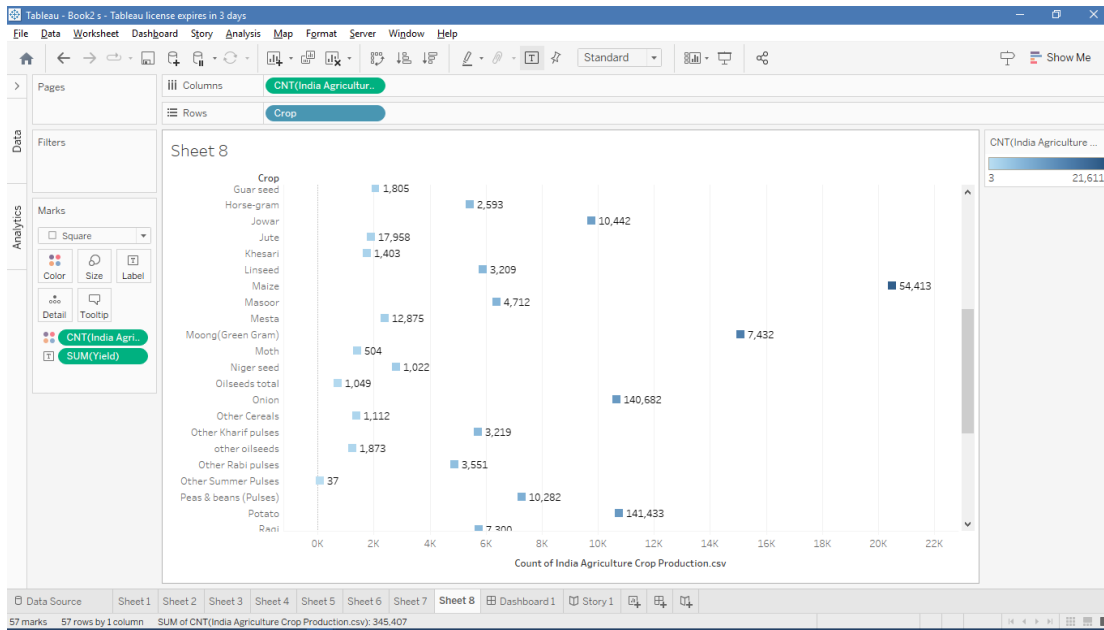 Tableau - Book2 s - Tableau license expires in 3 days
File Data Worksheet Dashboard Story Analysis Map Format Server Window Help
Standard
Show Me
Pages
iii Columns
CNT(India Agricultur..
Rows
Crop
Data
Analytics
Filters
Marks
Square
Color Size Label
Detail Tooltip
CNT(India Agri..
SUM(Yield)
Sheet 8
Crop
Guar seed 1,805
Horse-gram 2,593
Jowar 10,442
Jute 17,958
Khesari 1,403
Linseed 3,209
Maize 54,413
Masoor 4,712
Mesta 12,875
Moong(Green Gram) 7,432
Moth 504
Niger seed 1,022
Oilseeds total 1,049
Onion 140,682
Other Cereals 1,112
Other Kharif pulses 3,219
other oilseeds 1,873
Other Rabi pulses 3,551
Other Summer Pulses 37
Peas & beans (Pulses) 10,282
Potato 141,433
Ragi 7,300
0K 2K 4K 6K 8K 10K 12K 14K 16K 18K 20K 22K
Count of India Agriculture Crop Production.csv
CNT(India Agriculture ...
3 21,611
Data Source Sheet 1 Sheet 2 Sheet 3 Sheet 4 Sheet 5 Sheet 6 Sheet 7 Sheet 8 Dashboard 1 Story 1
57 marks 57 rows by 1 column SUM of CNT(India Agriculture Crop Production.csv): 345,407